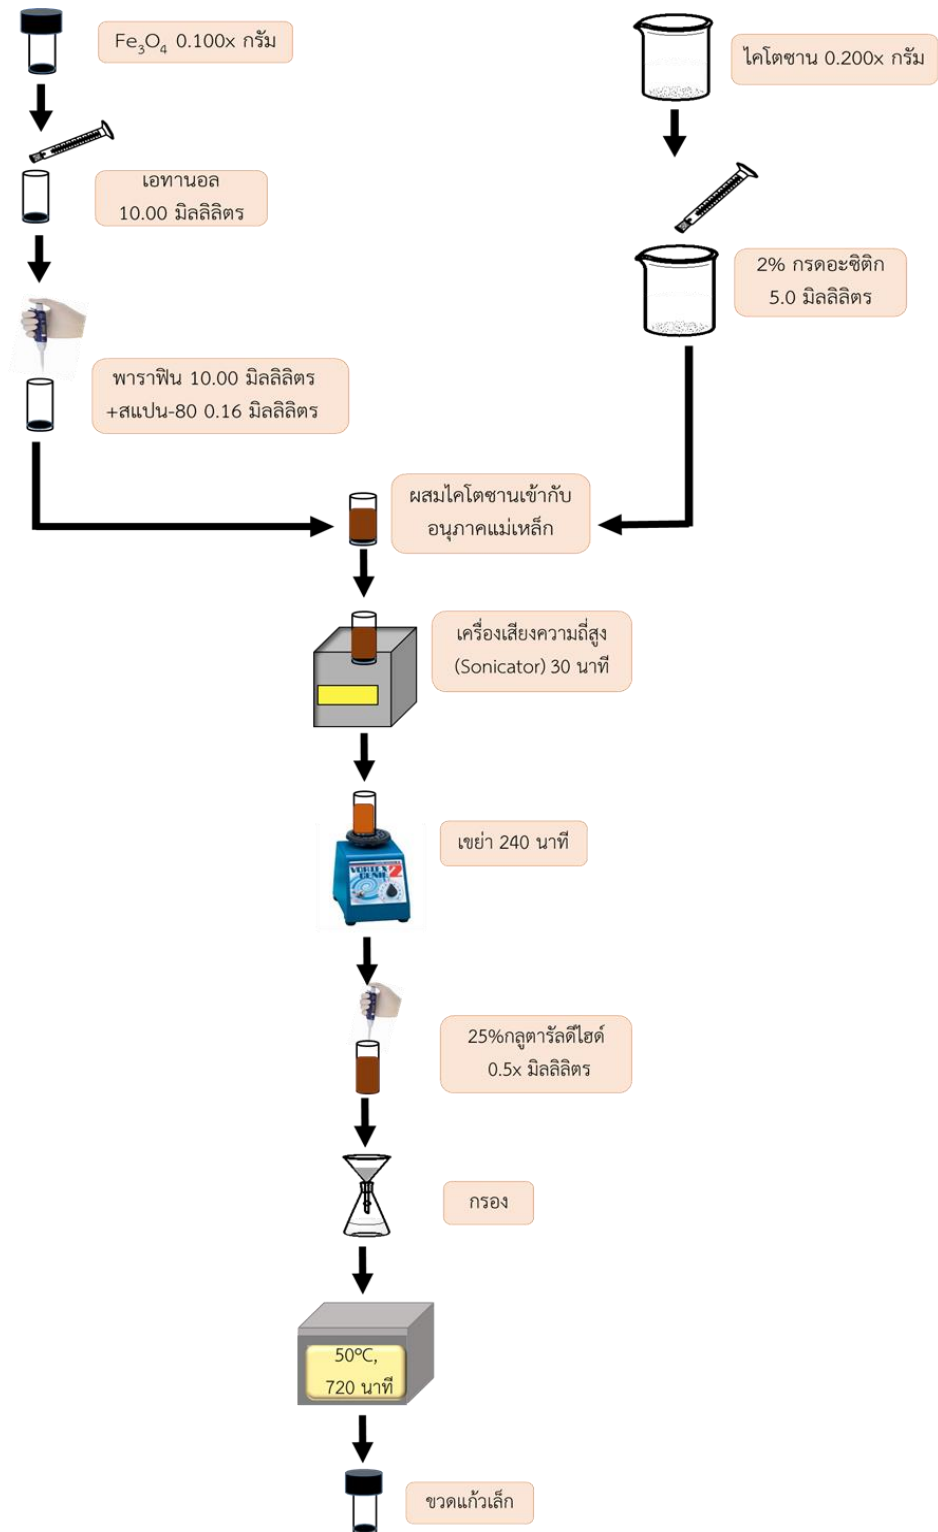 Fe3O4 0.100x กรัม
ไคโตซาน 0.200x กรัม
เอทานอล
10.00 มิลลิลิตร
2% กรดอะซิติก
5.0 มิลลิลิตร
พาราฟิน 10.00 มิลลิลิตร
+สแปน-80 0.16 มิลลิลิตร
ผสมไคโตซานเข้ากับ
อนุภาคแม่เหล็ก
เครื่องเสียงความถี่สูง
(Sonicator) 30 นาที
เขย่า 240 นาที
VORTEX
GENIE 2
25%กลูตารัลดีไฮด์
0.5x มิลลิลิตร
กรอง
50°C,
720 นาที
ขวดแก้วเล็ก